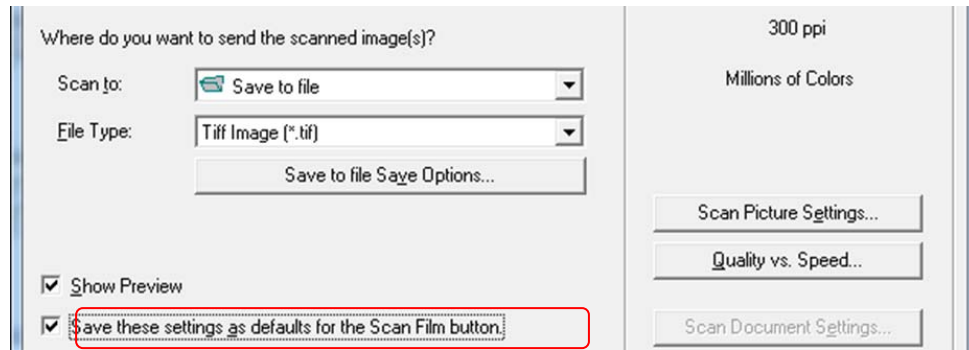 Where do you want to send the scanned image(s)?
Scan to:
Save to file
File Type:
Tiff Image (*.tif)
Save to file Save Options...
Show Preview
Save these settings as defaults for the Scan Film button.
300 ppi
Millions of Colors
Scan Picture Settings...
Quality vs. Speed...
Scan Document Settings...